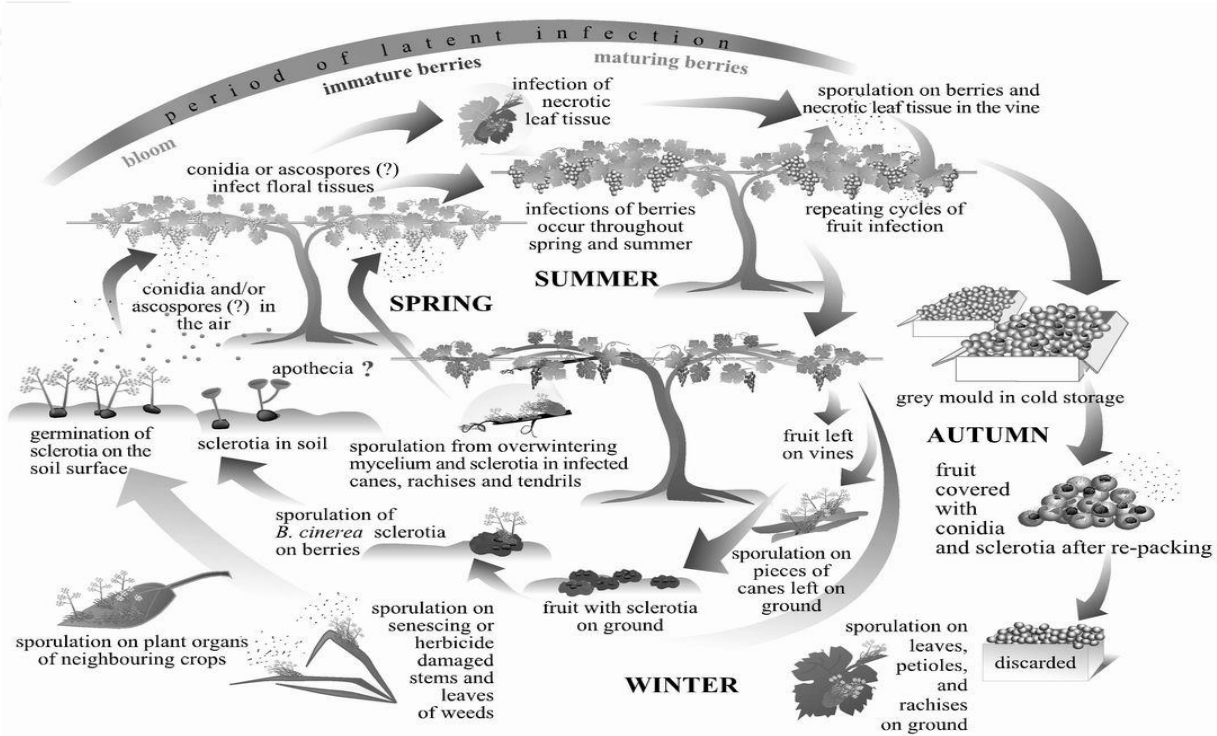 period of latent infection
bloom
immature berries
maturing berries
infection of
necrotic
leaf tissue
sporulation on berries and
necrotic leaf tissue in the vine
conidia or ascospores (?)
infect floral tissues
infections of berries
occur throughout
spring and summer
repeating cycles of
fruit infection
SUMMER
SPRING
conidia and/or
ascospores (?) in
the air
apothecia ?
germination of
sclerotia on the
soil surface
sclerotia in soil
sporulation from overwintering
mycelium and sclerotia in infected
canes, rachises and tendrils
fruit left
on vines
grey mould in cold storage
AUTUMN
fruit
covered
with
conidia
and sclerotia after re-packing
sporulation of
B. cinerea sclerotia
on berries
sporulation on
pieces of
canes left on
ground
fruit with sclerotia
on ground
sporulation on plant organs
of neighbouring crops
sporulation on
senescing or
herbicide
damaged
stems and
leaves
of weeds
WINTER
sporulation on
leaves,
petioles,
and
rachises
on ground
discarded